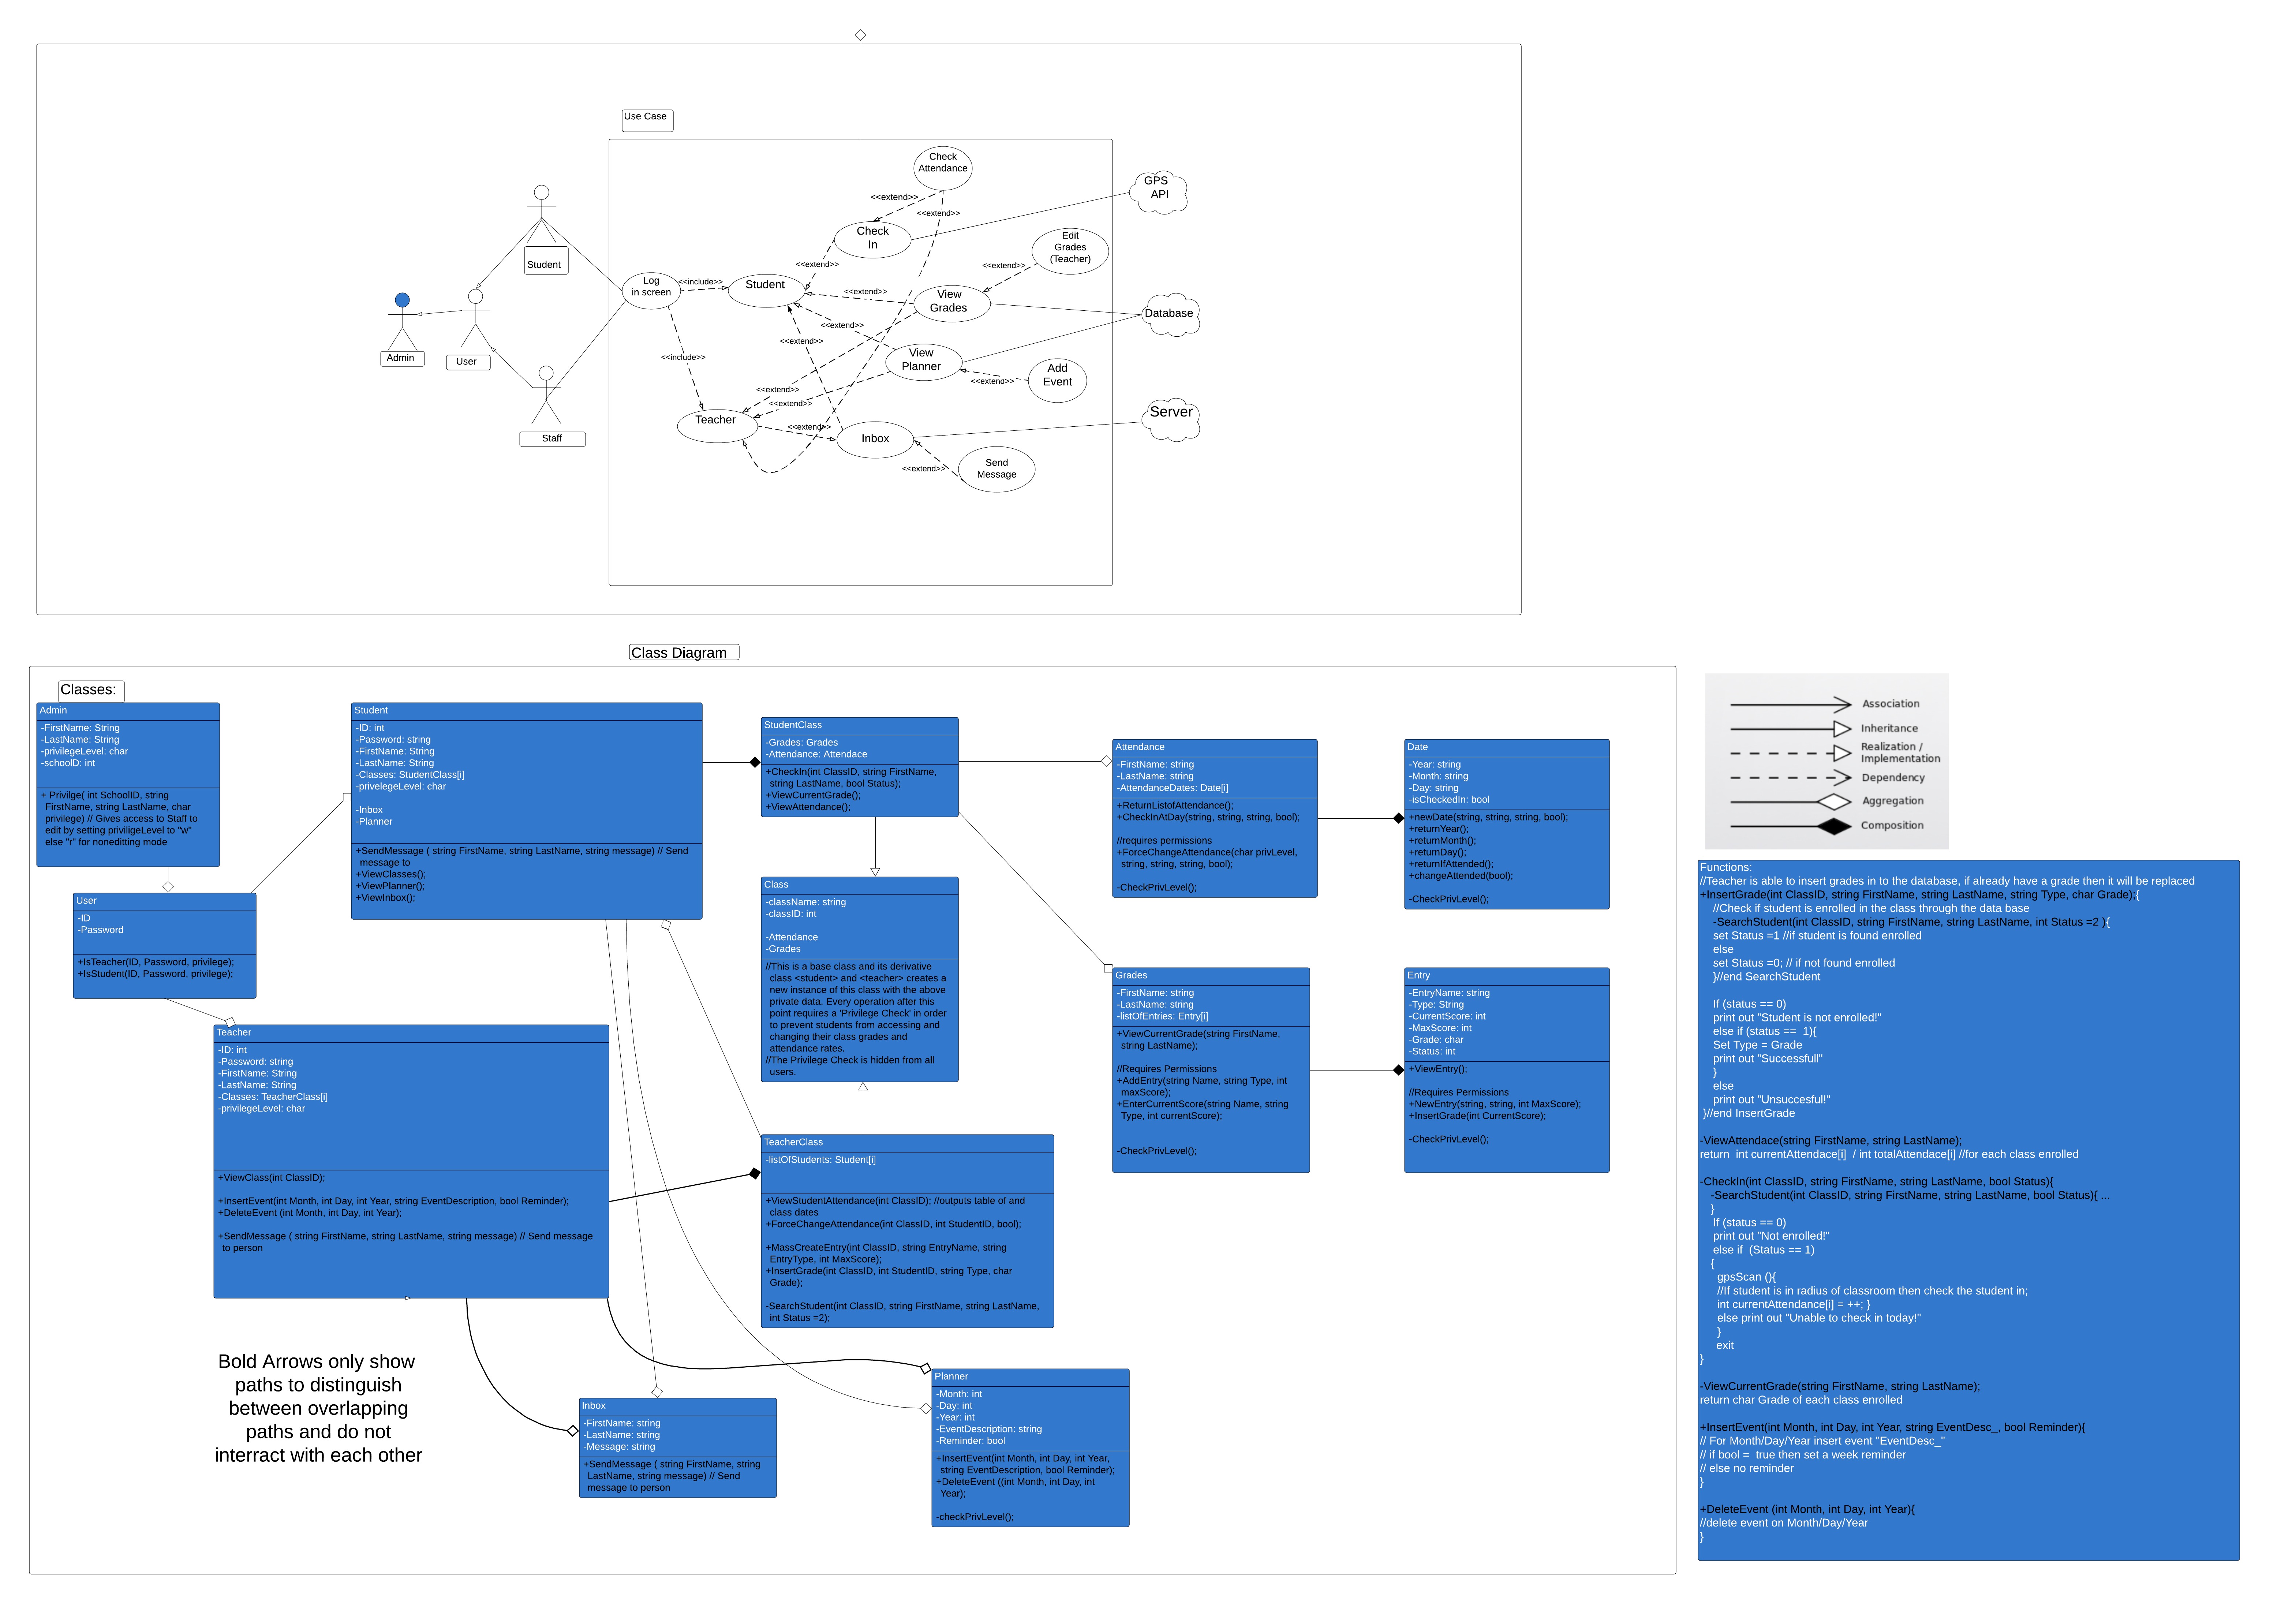 Use Case
Check
Attendance
<<extend>>
<<extend>>
GPS
API
Check
In
Edit
Grades
(Teacher)
Student
<<extend>>
<<extend>>
Log
in screen
<<include>>
Student
<<extend>>
View
Grades
Database
Admin
User
<<extend>>
<<extend>>
<<include>>
View
Planner
Add
Event
<<extend>>
<<extend>>
<<extend>>
Teacher
<<extend>>
Inbox
Server
Staff
<<extend>>
Send
Message
Class Diagram
Classes:
Admin
-FirstName: String
-LastName: String
-privilegeLevel: char
-schoolD: int
+ Privilge( int SchoolID, string
FirstName, string LastName, char
privilege) // Gives access to Staff to
edit by setting priviligeLevel to "w"
else "r" for noneditting mode
User
-ID
-Password
+IsTeacher(ID, Password, privilege);
+IsStudent(ID, Password, privilege);
Student
-ID: int
-Password: string
-FirstName: String
-LastName: String
-Classes: StudentClass[i]
-privelegeLevel: char
-Inbox
-Planner
+SendMessage ( string FirstName, string LastName, string message) // Send
message to
+ViewClasses();
+ViewPlanner();
+ViewInbox();
StudentClass
-Grades: Grades
-Attendance: Attendace
+CheckIn(int ClassID, string FirstName,
string LastName, bool Status);
+ViewCurrentGrade();
+ViewAttendance();
Attendance
-FirstName: string
-LastName: string
-AttendanceDates: Date[i]
+ReturnListofAttendance();
+CheckInAtDay(string, string, string, bool);
//requires permissions
+ForceChangeAttendance(char privLevel,
string, string, string, bool);
-CheckPrivLevel();
Date
-Year: string
-Month: string
-Day: string
-isCheckedIn: bool
+newDate(string, string, string, bool);
+returnYear();
+returnMonth();
+returnDay();
+returnIfAttended();
+changeAttended(bool);
-CheckPrivLevel();
Class
-className: string
-classID: int
-Attendance
-Grades
//This is a base class and its derivative
class <student> and <teacher> creates a
new instance of this class with the above
private data. Every operation after this
point requires a 'Privilege Check' in order
to prevent students from accessing and
changing their class grades and
attendance rates.
//The Privilege Check is hidden from all
users.
Grades
-FirstName: string
-LastName: string
-listOfEntries: Entry[i]
+ViewCurrentGrade(string FirstName,
string LastName);
//Requires Permissions
+AddEntry(string Name, string Type, int
maxScore);
+EnterCurrentScore(string Name, string
Type, int currentScore);
-CheckPrivLevel();
Entry
-EntryName: string
-Type: String
-CurrentScore: int
-MaxScore: int
-Grade: char
-Status: int
+ViewEntry();
//Requires Permissions
+NewEntry(string, string, int MaxScore);
+InsertGrade(int CurrentScore);
-CheckPrivLevel();
Teacher
-ID: int
-Password: string
-FirstName: String
-LastName: String
-Classes: TeacherClass[i]
-privilegeLevel: char
+ViewClass(int ClassID);
+InsertEvent(int Month, int Day, int Year, string EventDescription, bool Reminder);
+DeleteEvent (int Month, int Day, int Year);
+SendMessage ( string FirstName, string LastName, string message) // Send message
to person
TeacherClass
-listOfStudents: Student[i]
+ViewStudentAttendance(int ClassID); //outputs table of and
class dates
+ForceChangeAttendance(int ClassID, int StudentID, bool);
+MassCreateEntry(int ClassID, string EntryName, string
EntryType, int MaxScore);
+InsertGrade(int ClassID, int StudentID, string Type, char
Grade);
-SearchStudent(int ClassID, string FirstName, string LastName,
int Status =2);
Bold Arrows only show
paths to distinguish
between overlapping
paths and do not
interract with each other
Inbox
-FirstName: string
-LastName: string
-Message: string
+SendMessage ( string FirstName, string
LastName, string message) // Send
message to person
Planner
-Month: int
-Day: int
-Year: int
-EventDescription: string
-Reminder: bool
+InsertEvent(int Month, int Day, int Year,
string EventDescription, bool Reminder);
+DeleteEvent ((int Month, int Day, int
Year);
-checkPrivLevel();
Association
Inheritance
Realization /
Implementation
Dependency
Aggregation
Composition
Functions:
//Teacher is able to insert grades in to the database, if already have a grade then it will be replaced
+InsertGrade(int ClassID, string FirstName, string LastName, string Type, char Grade);{
//Check if student is enrolled in the class through the data base
-SearchStudent(int ClassID, string FirstName, string LastName, int Status =2 ){
set Status =1 //if student is found enrolled
else
set Status =0; // if not found enrolled
}//end SearchStudent
If (status == 0)
print out "Student is not enrolled!"
else if (status == 1){
Set Type = Grade
print out "Successfull"
}
else
print out "Unsuccesful!"
}//end InsertGrade
-ViewAttendace(string FirstName, string LastName);
return int currentAttendace[i] / int totalAttendace[i] //for each class enrolled
-CheckIn(int ClassID, string FirstName, string LastName, bool Status){
-SearchStudent(int ClassID, string FirstName, string LastName, bool Status){ ...
}
If (status == 0)
print out "Not enrolled!"
else if (Status == 1)
{
gpsScan (){
//If student is in radius of classroom then check the student in;
int currentAttendance[i] = ++; }
else print out "Unable to check in today!"
}
exit
}
-ViewCurrentGrade(string FirstName, string LastName);
return char Grade of each class enrolled
+InsertEvent(int Month, int Day, int Year, string EventDesc_, bool Reminder){
// For Month/Day/Year insert event "EventDesc_"
// if bool = true then set a week reminder
// else no reminder
}
+DeleteEvent (int Month, int Day, int Year){
//delete event on Month/Day/Year
}